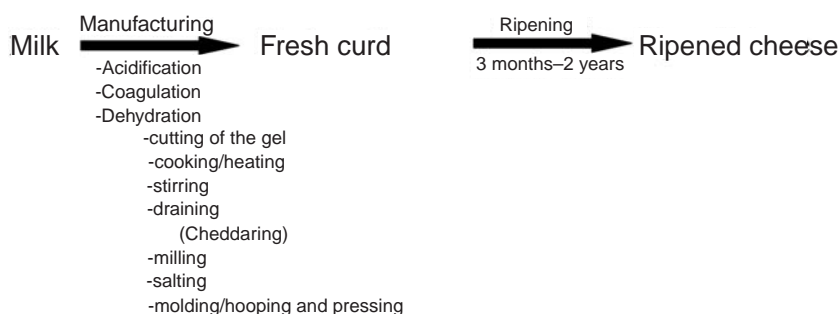 Manufacturing
Milk
Fresh curd
Ripening
Ripened cheese
3 months–2 years
-Acidification
-Coagulation
-Dehydration
-cutting of the gel
-cooking/heating
-stirring
-draining
(Cheddaring)
-milling
-salting
-molding/hooping and pressing